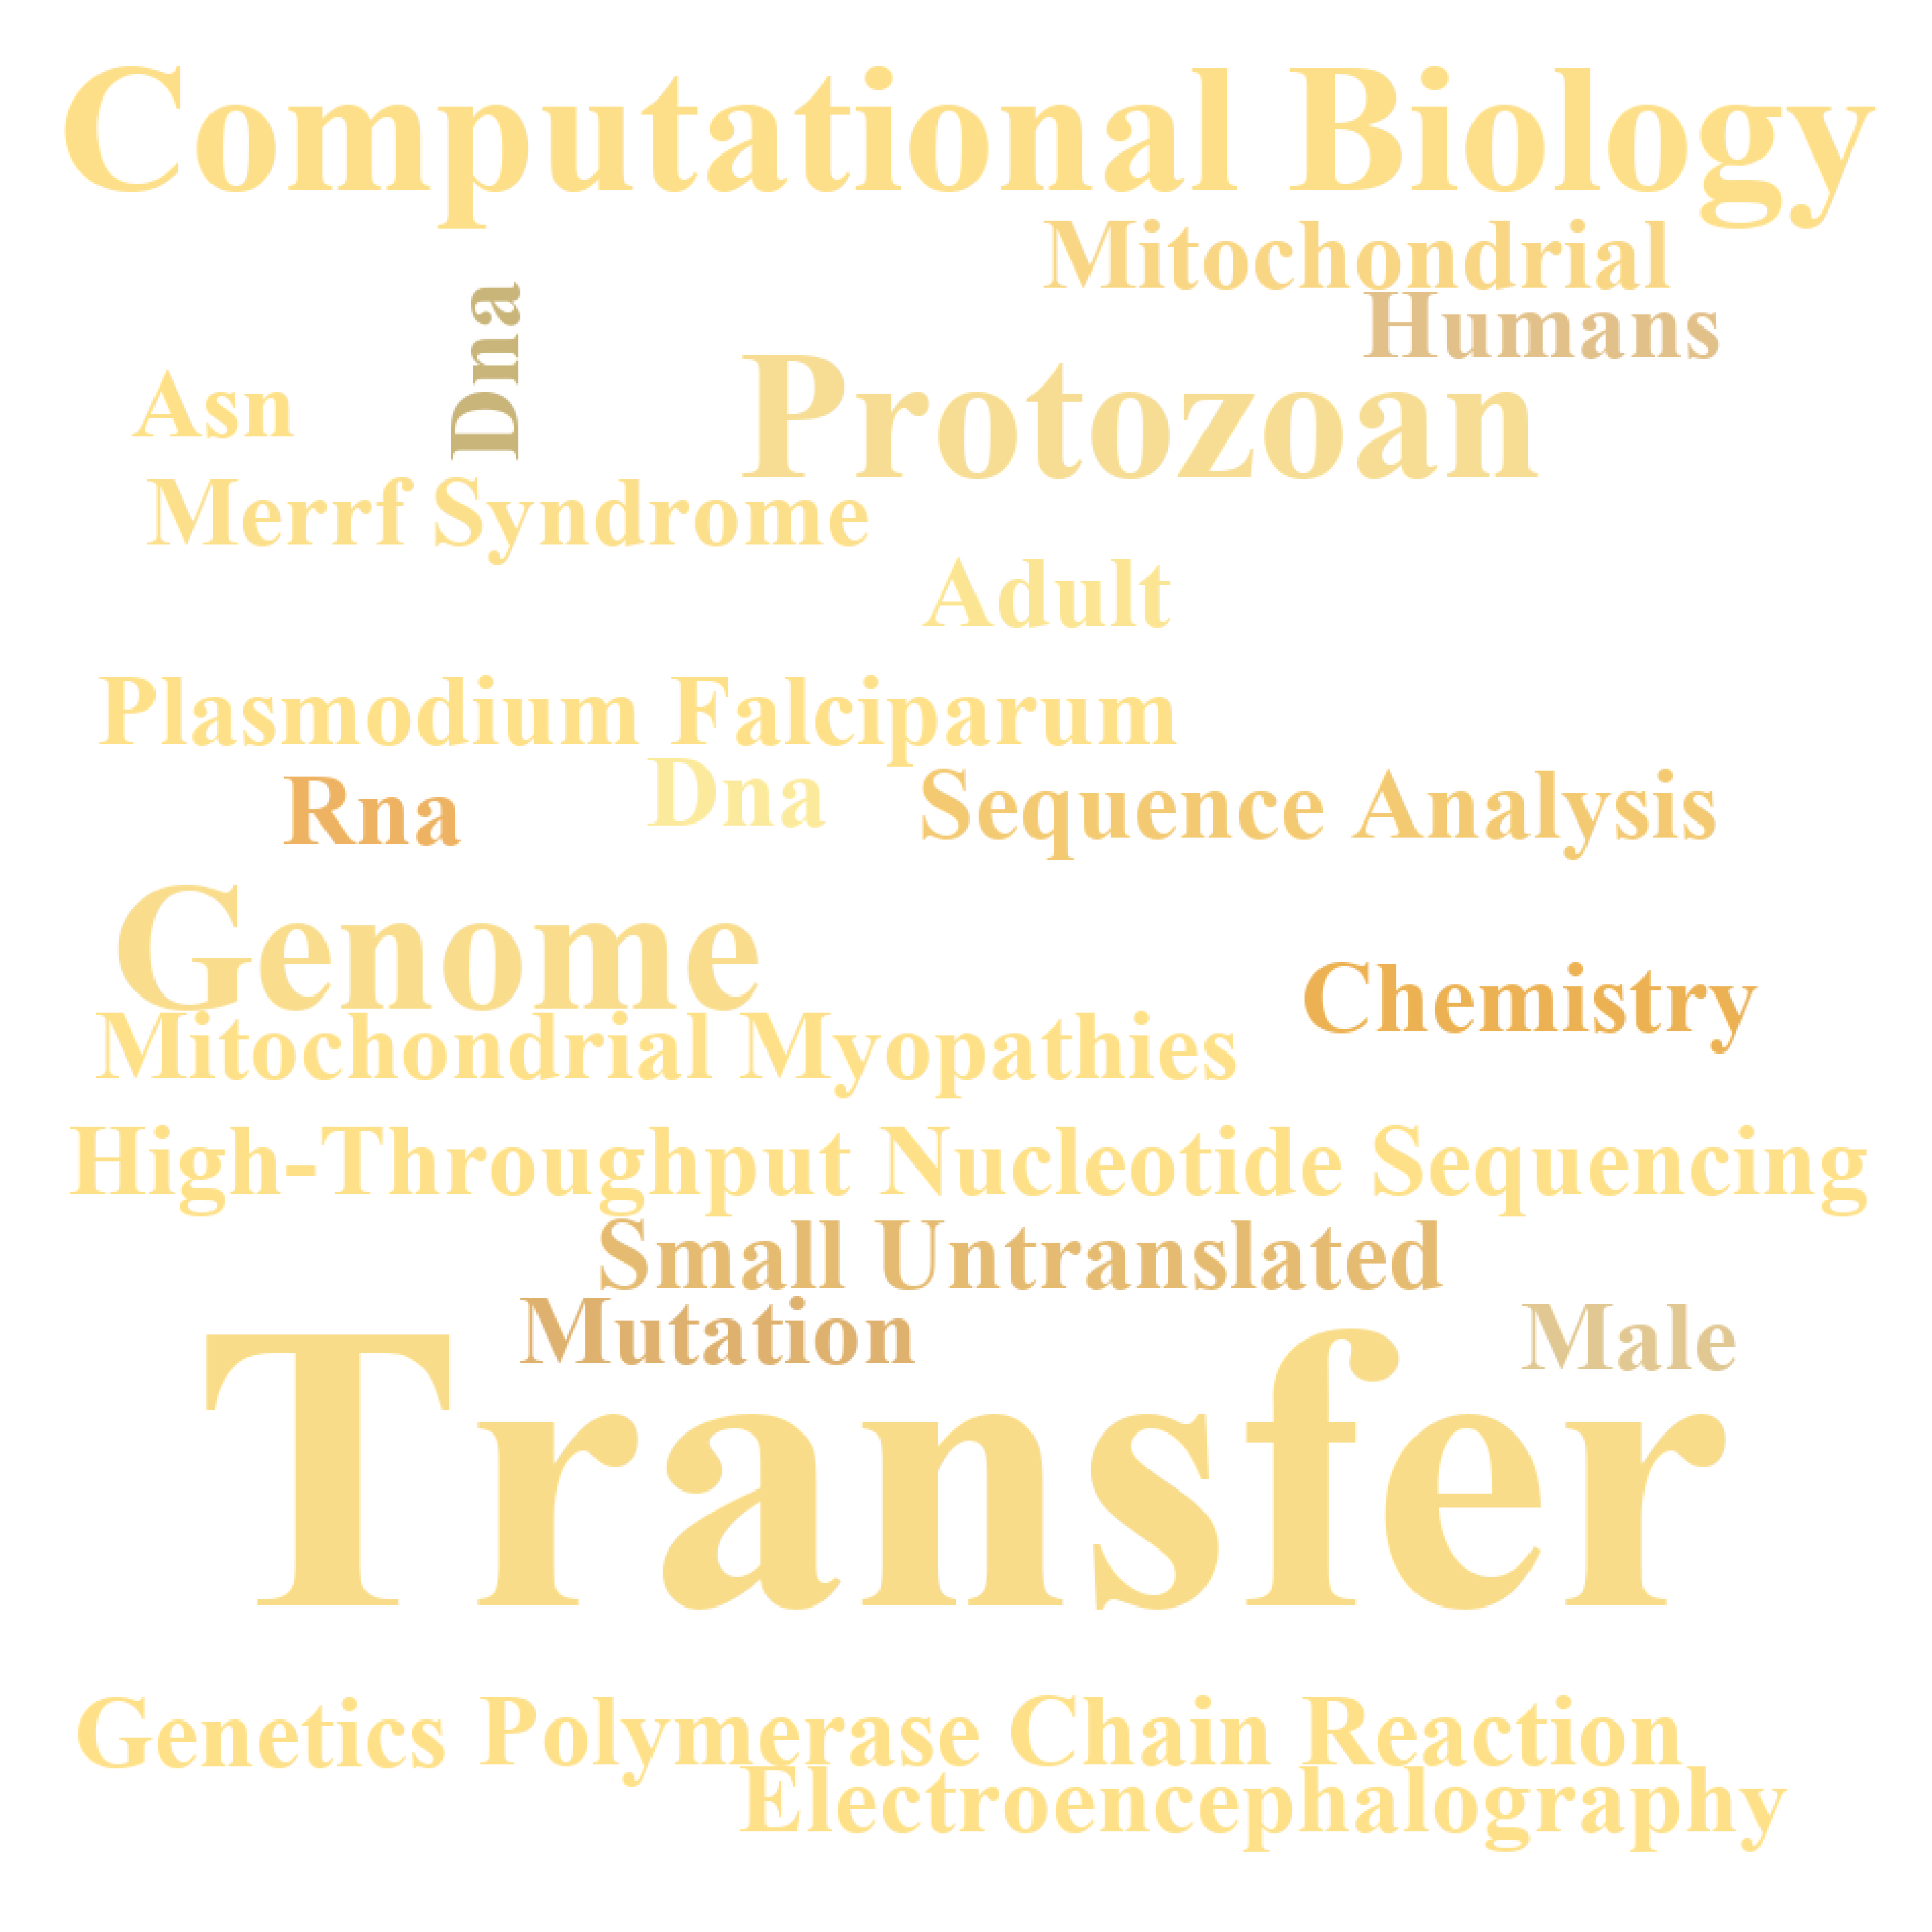 Computational Biology
Mitochondrial
Humans
Dna
Protozoan
Asn
Merrf Syndrome
Adult
Plasmodium Falciparum
Rna
Dna
Sequence Analysis
Genome
Chemistry
Mitochondrial Myopathies
High-Throughput Nucleotide Sequencing
Small Untranslated
Mutation
Male
Transfer
Genetics Polymerase Chain Reaction
Electroencephalography